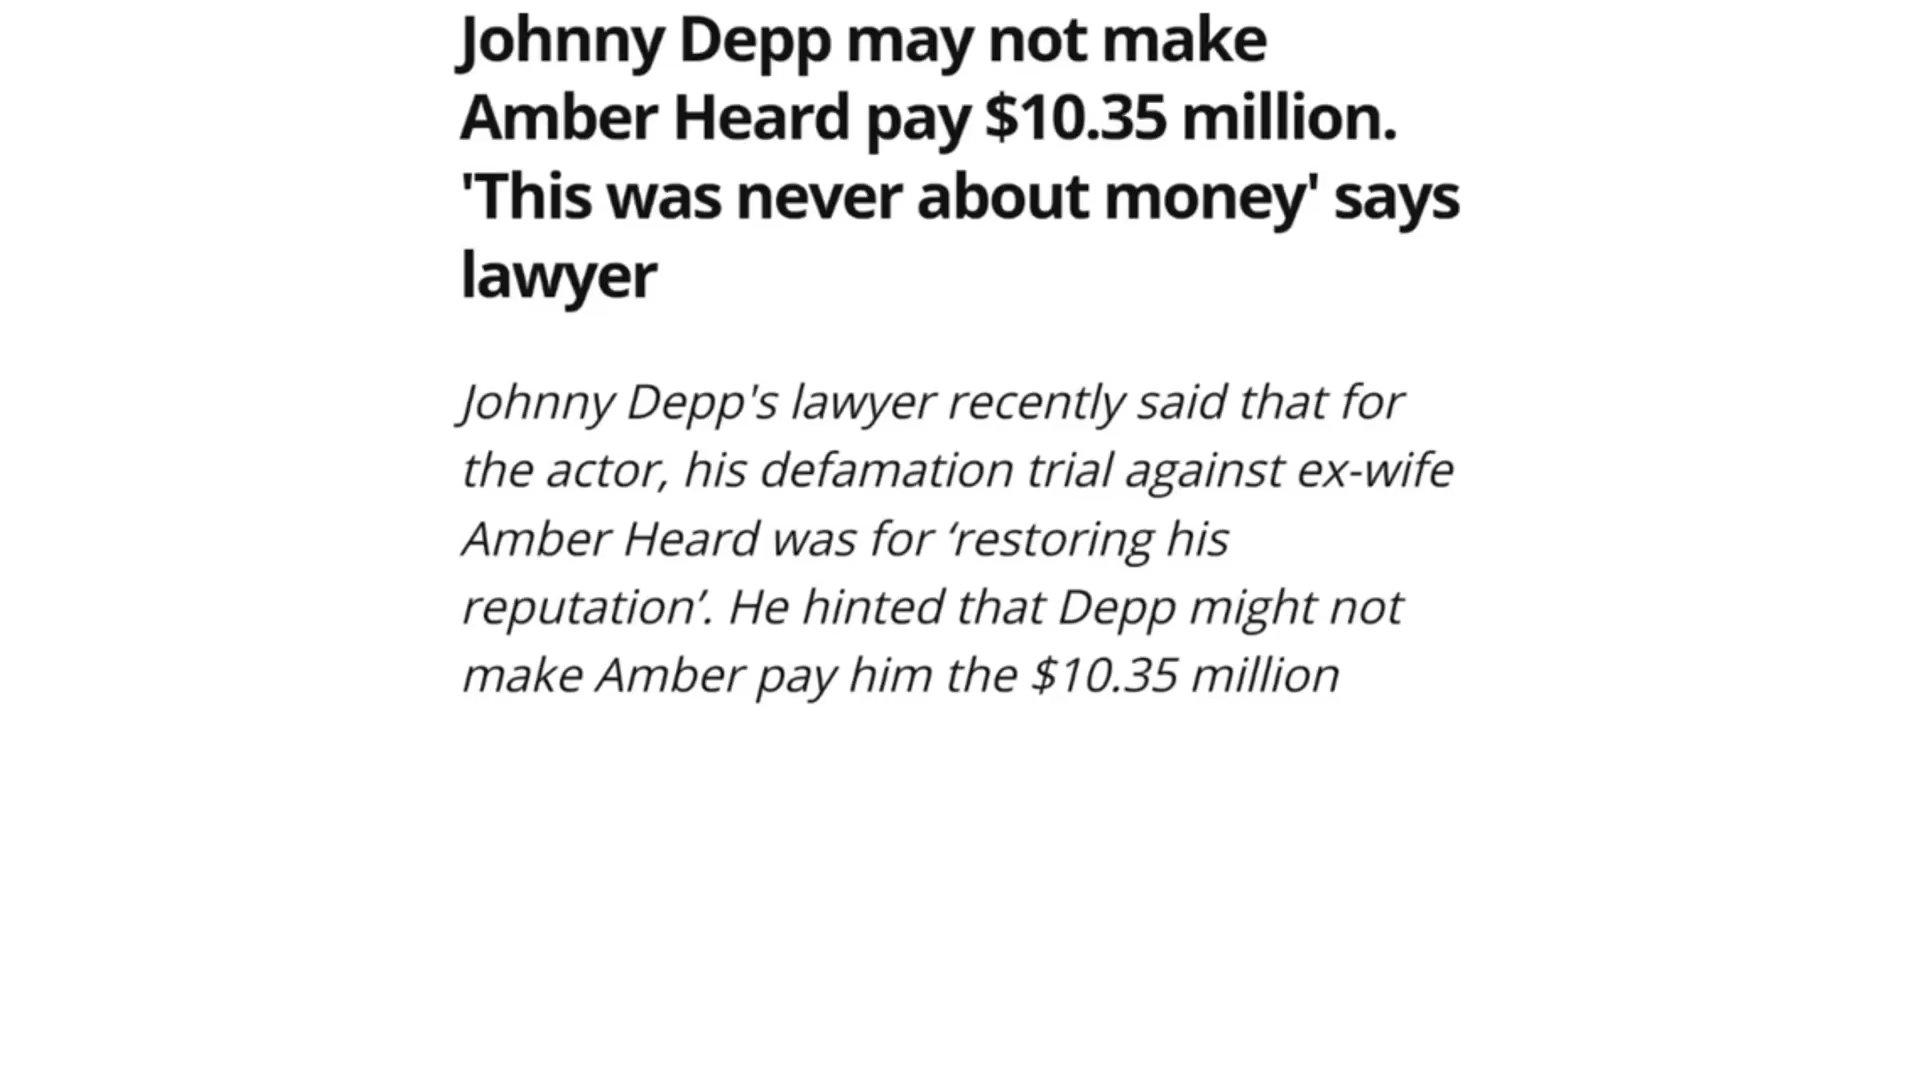 Johnny Depp may not make
Amber Heard pay $10.35 million.
'This was never about money' says
lawyer
Johnny Depp's lawyer recently said that for
the actor, his defamation trial against ex-wife
Amber Heard was for ‘restoring his
reputation’. He hinted that Depp might not
make Amber pay him the $10.35 million